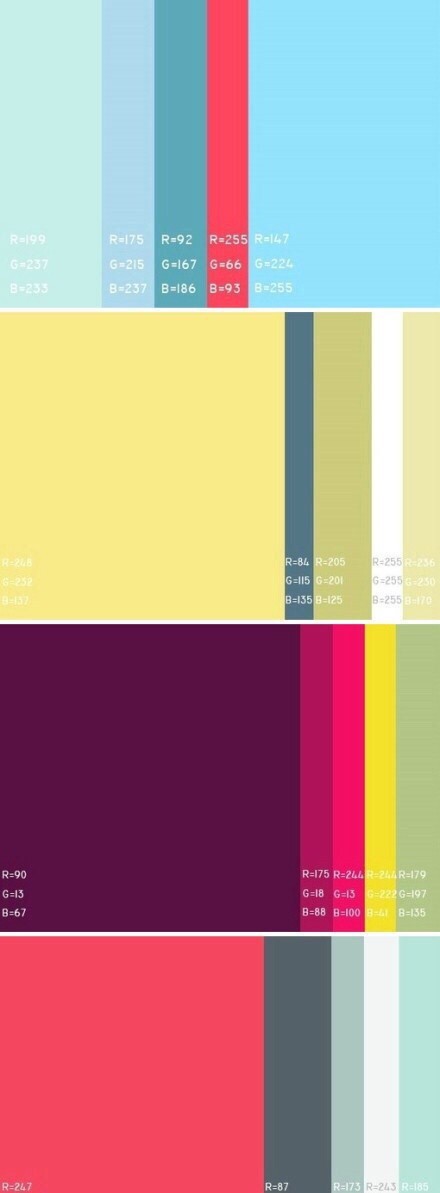 R=199 R=175 R=92 R=255 R=147
G=237 G=215 G=167 G=66 G=224
B=233 B=237 B=186 B=93 B=255
R=248 R=84 R=205 R=255 R=236
G=232 G=115 G=201 G=255 G=230
B=137 B=135 B=125 B=255 B=170
R=90 R=175 R=244 R=244 R=179
G=13 G=18 G=13 G=222 G=197
B=67 B=88 B=100 B=41 B=135
R=247 R=87 R=173 R=243 R=185